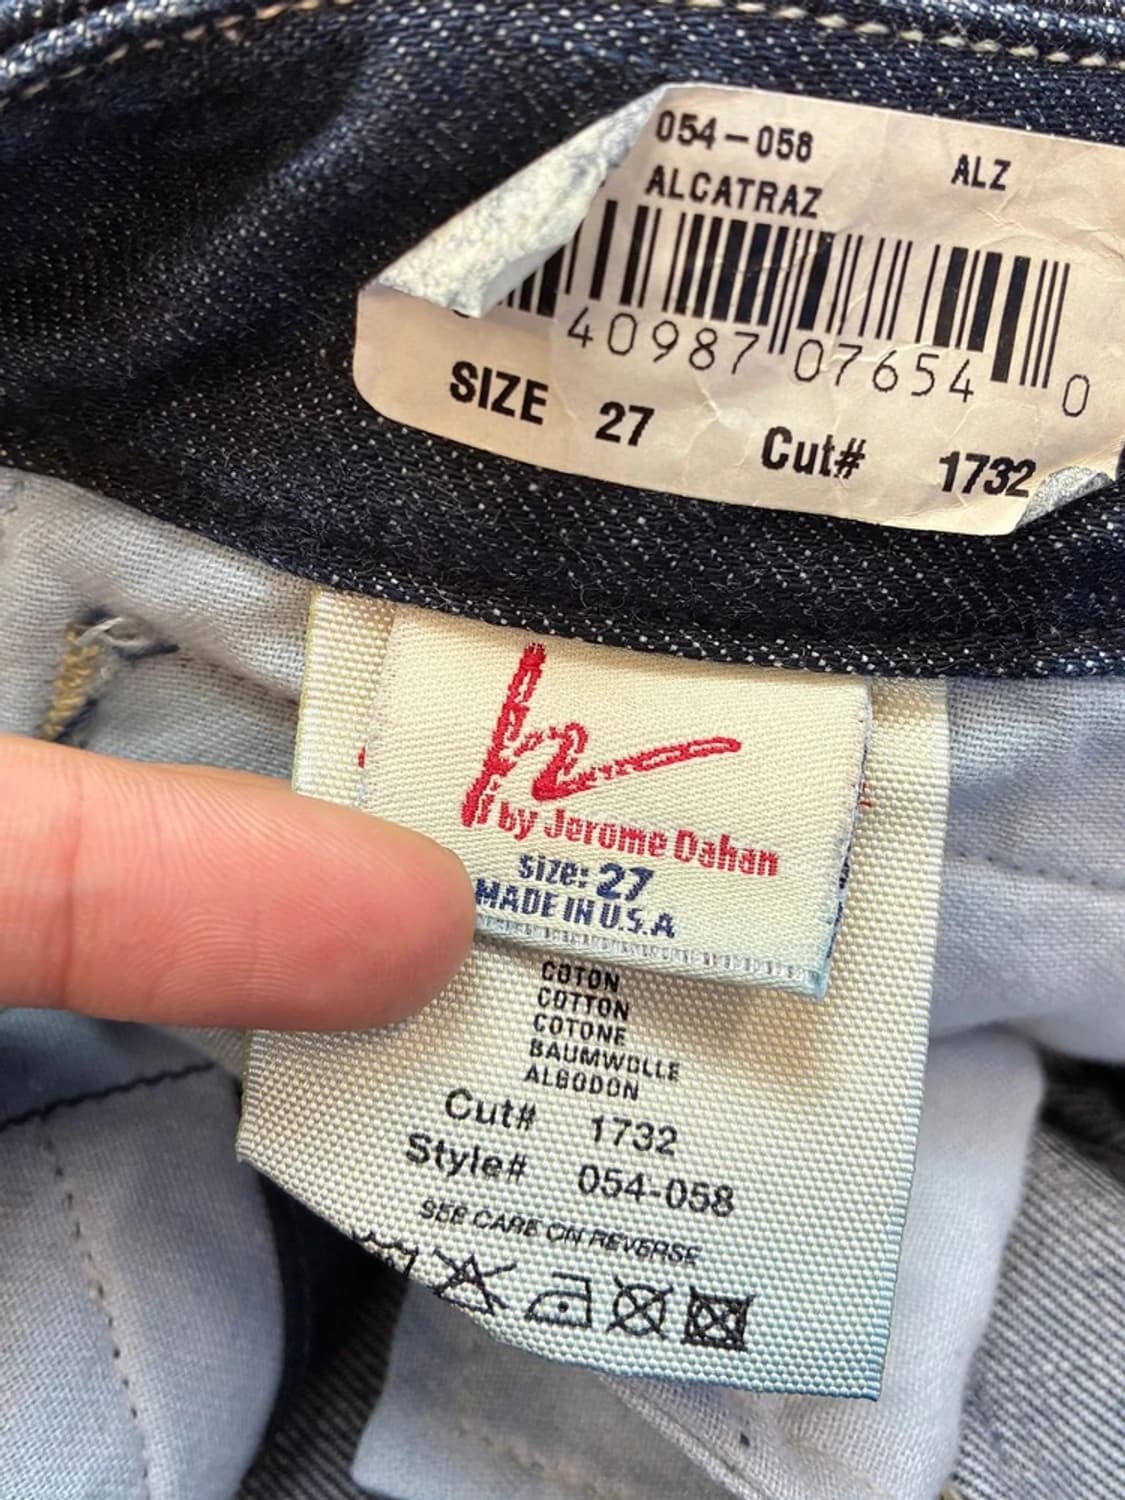 054-058 ALZ
ALCATRAZ
40987 07654 0
SIZE 27 Cut# 1732
by Jerome Dahan
size: 27
MADE IN U.S.A
COTON
COTTON
COTONE
BAUMWOLLE
ALGODON
Cut# 1732
Style# 054-058
SEE CARE ON REVERSE